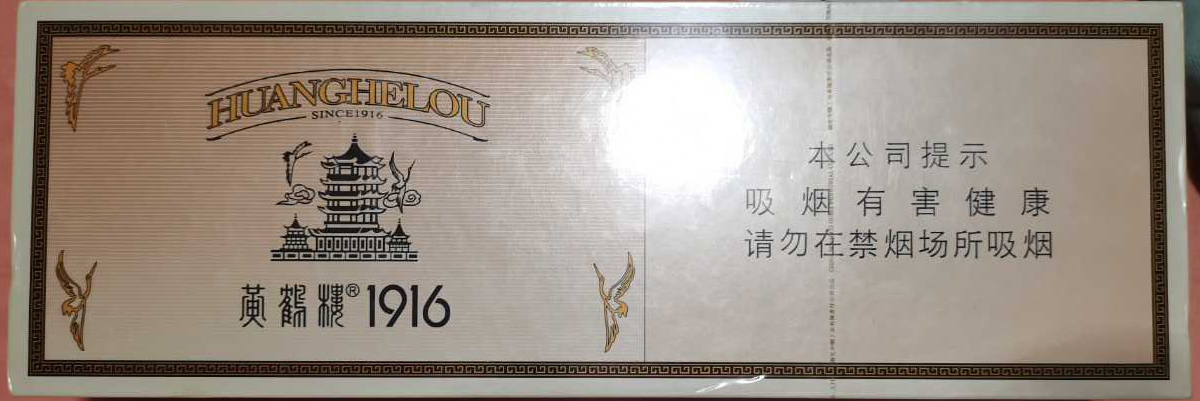 HUANGHELOU
SINCE1916
黄鹤楼®1916
本公司提示
吸烟有害健康
请勿在禁烟场所吸烟